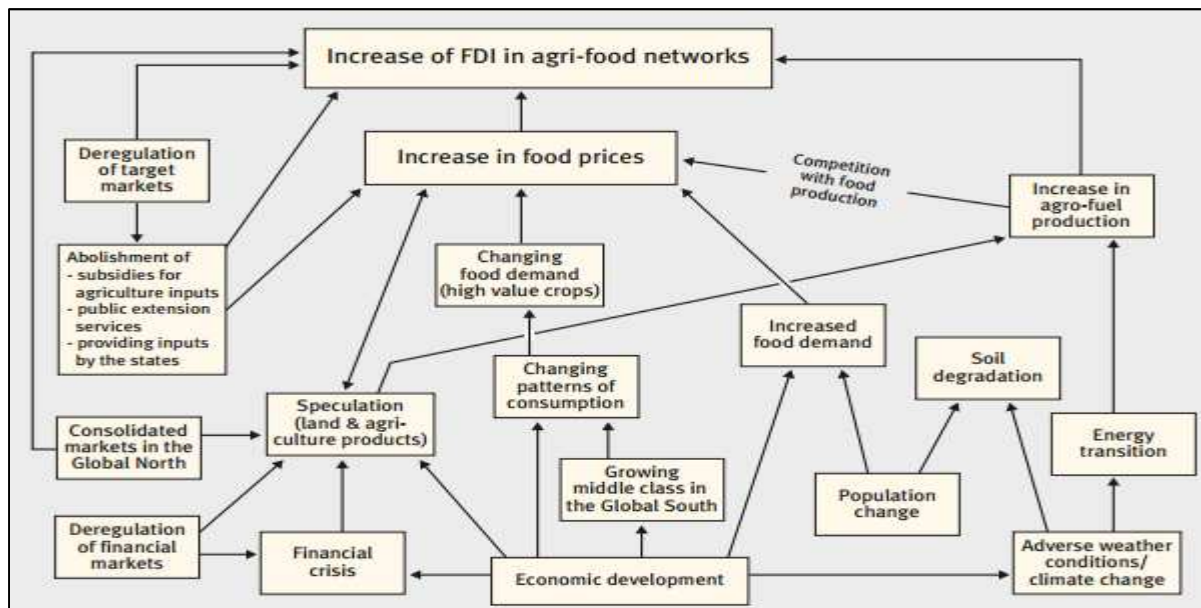 Increase of FDI in agri-food networks
Increase in food prices
Deregulation
of target
markets
Competition
with food
production
Increase in
agro-fuel
production
Abolishment of
- subsidies for
agriculture inputs
- public extension
services
- providing inputs
by the states
Changing
food demand
(high value crops)
Increased
food demand
Changing
patterns of
consumption
Soil
degradation
Speculation
(land & agri-
culture products)
Consolidated
markets in the
Global North
Energy
transition
Growing
middle class in
the Global South
Population
change
Deregulation
of financial
markets
Financial
crisis
Economic development
Adverse weather
conditions/
climate change